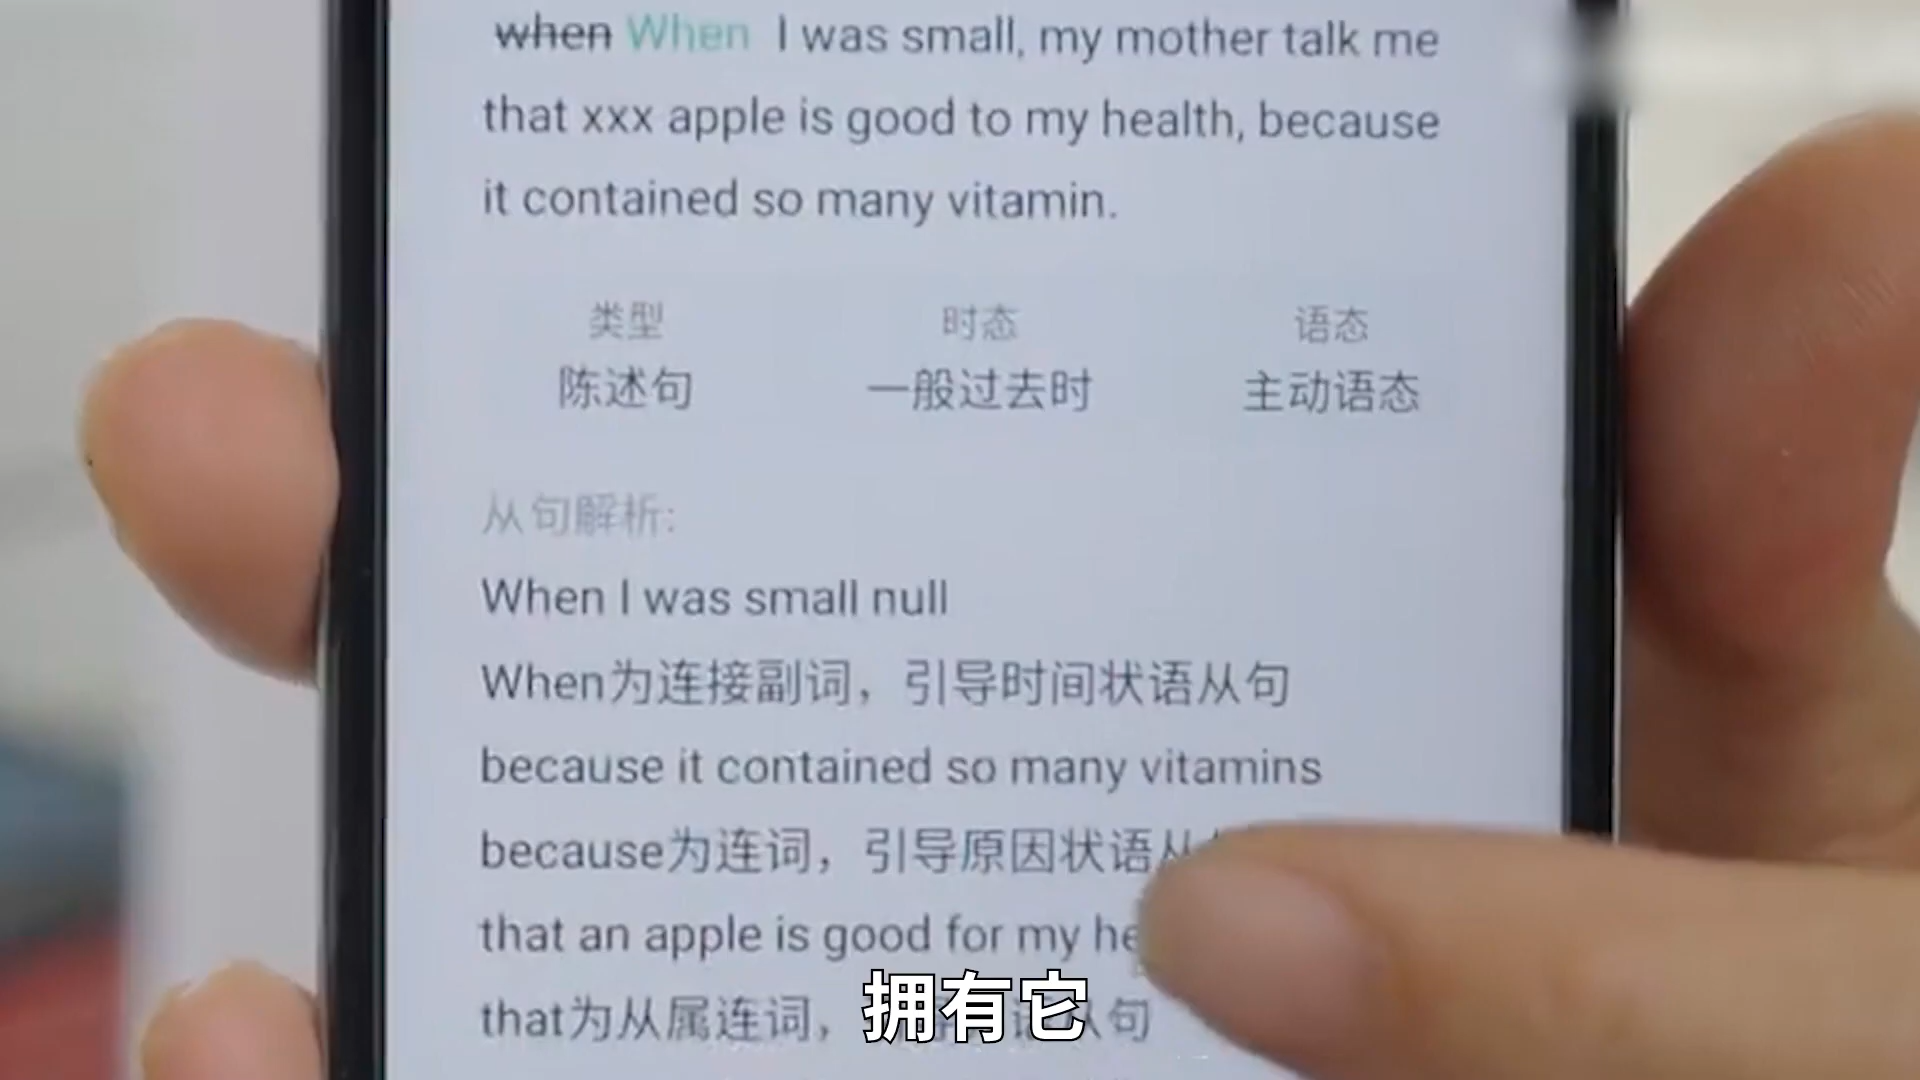 when When I was small, my mother talk me
that xxx apple is good to my health, because
it contained so many vitamin.
类型 时态 语态
陈述句 一般过去时 主动语态
从句解析:
When I was small null
When为连接副词，引导时间状语从句
because it contained so many vitamins
because为连词，引导原因状语从
that an apple is good for my he
that为从属连词， 从句
拥有它